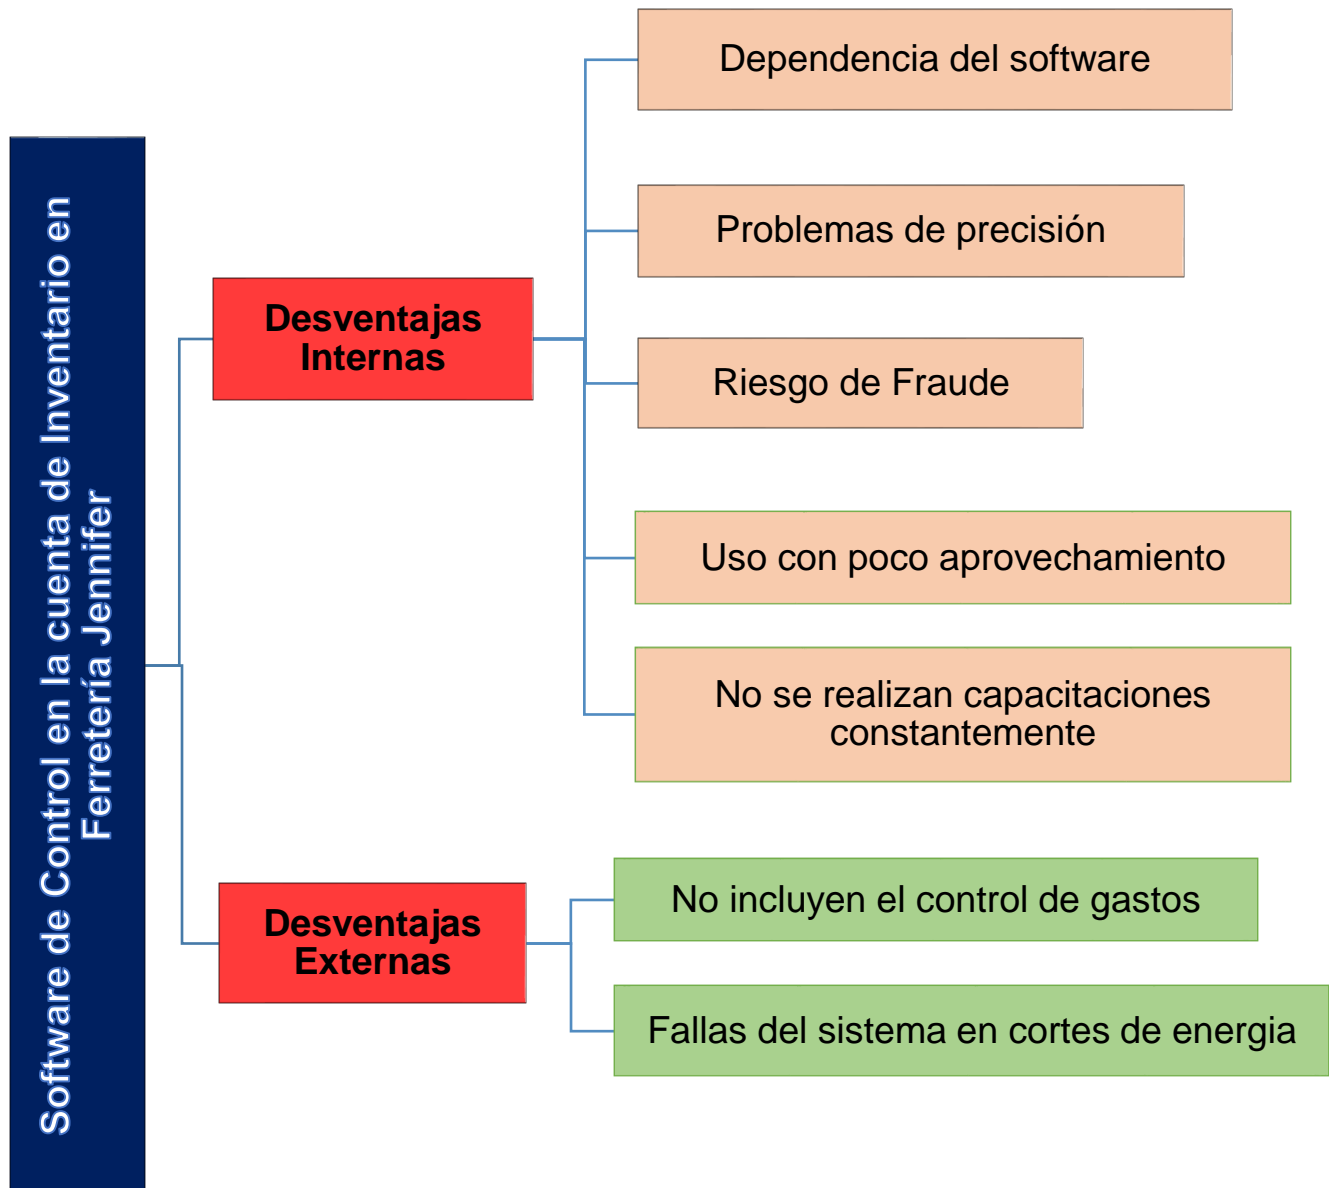 Software de Control en la cuenta de Inventario en
Ferretería Jennifer
Desventajas
Internas
Dependencia del software
Problemas de precisión
Riesgo de Fraude
Uso con poco aprovechamiento
No se realizan capacitaciones
constantemente
Desventajas
Externas
No incluyen el control de gastos
Fallas del sistema en cortes de energia